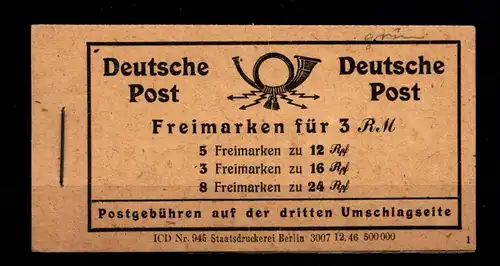 grün
Deutsche Post
Deutsche Post
Freimarken für 3 RM
5 Freimarken zu 12 Rpf
3 Freimarken zu 16 Rpf
8 Freimarken zu 24 Rpf
Postgebühren auf der dritten Umschlagseite
ICD Nr. 945 Staatsdruckerei Berlin 3007 12. 46 500 000 1